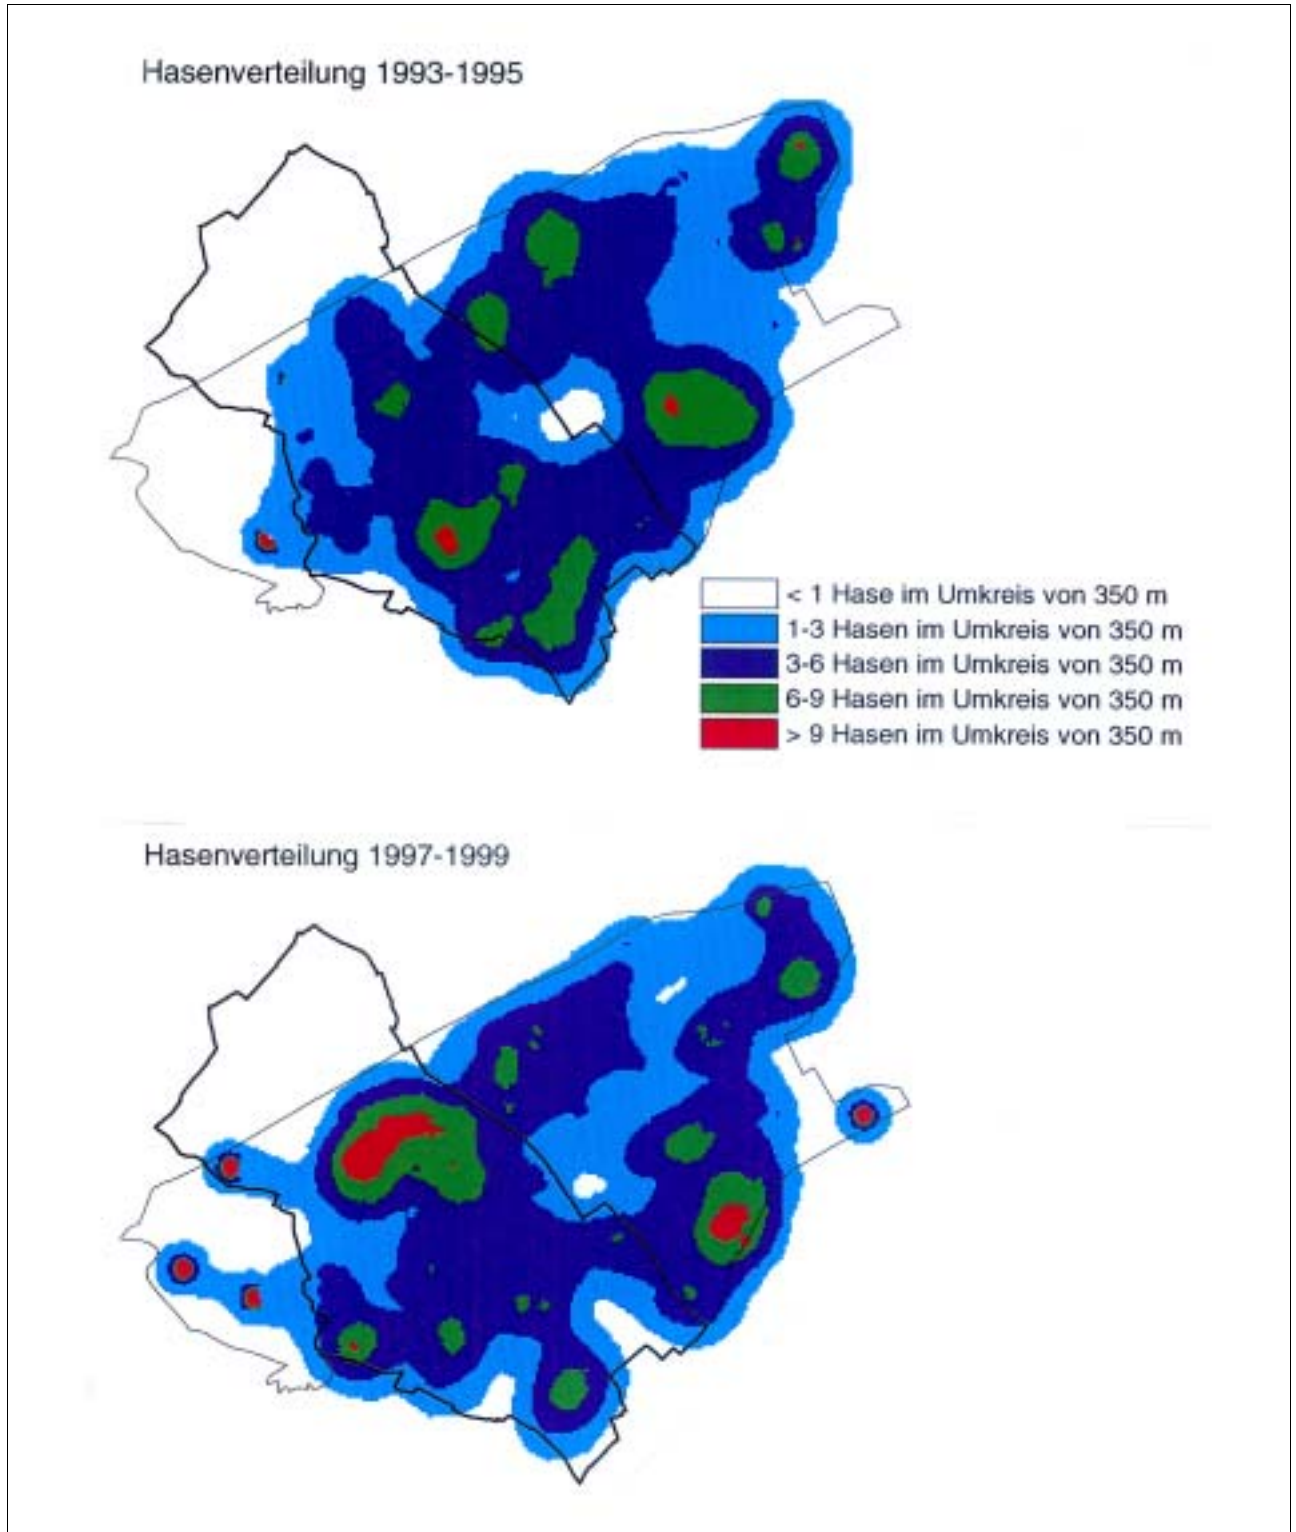 Hasenverteilung 1993-1995
< 1 Hase im Umkreis von 350 m
1-3 Hasen im Umkreis von 350 m
3-6 Hasen im Umkreis von 350 m
6-9 Hasen im Umkreis von 350 m
> 9 Hasen im Umkreis von 350 m
Hasenverteilung 1997-1999